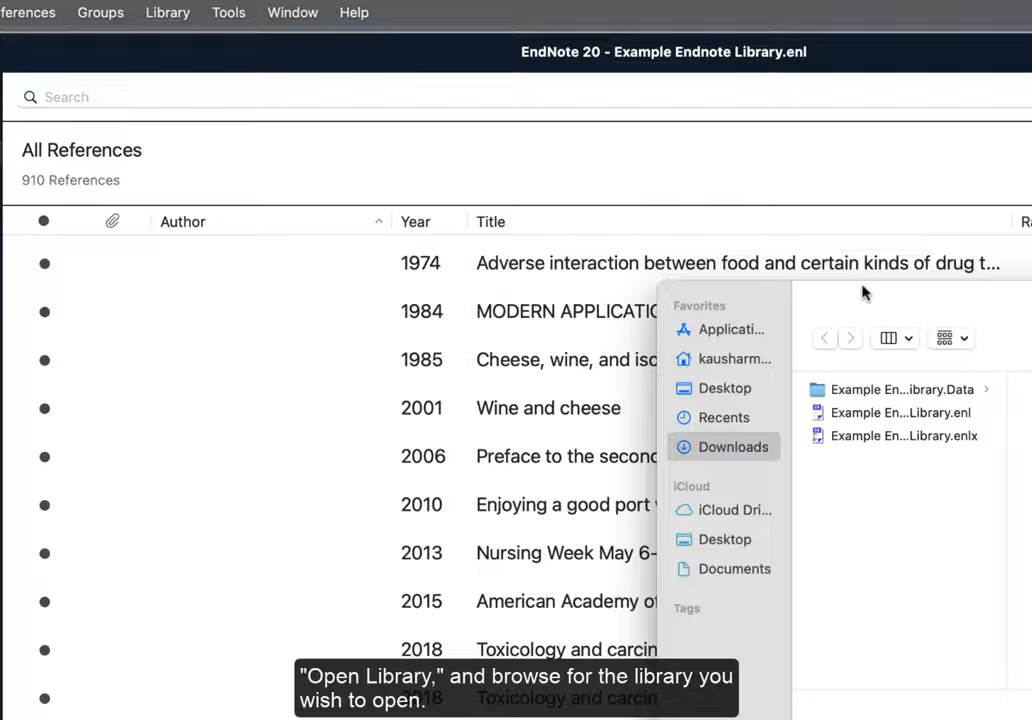 ferences Groups Library Tools Window Help
EndNote 20 - Example Endnote Library.enl
Search
All References
910 References
Author Year Title Ra
1974 Adverse interaction between food and certain kinds of drug t...
1984 MODERN APPLICATIO
1985 Cheese, wine, and iso
2001 Wine and cheese
2006 Preface to the second
2010 Enjoying a good port
2013 Nursing Week May 6-
2015 American Academy of
2018 Toxicology and carcin
2018 Toxicology and carcin
Favorites
Applicati...
kausharm...
Desktop
Recents
Downloads
iCloud
iCloud Dri...
Desktop
Documents
Tags
Example En...ibrary.Data
Example En...Library.enl
Example En...Library.enlx
"Open Library," and browse for the library you
wish to open.